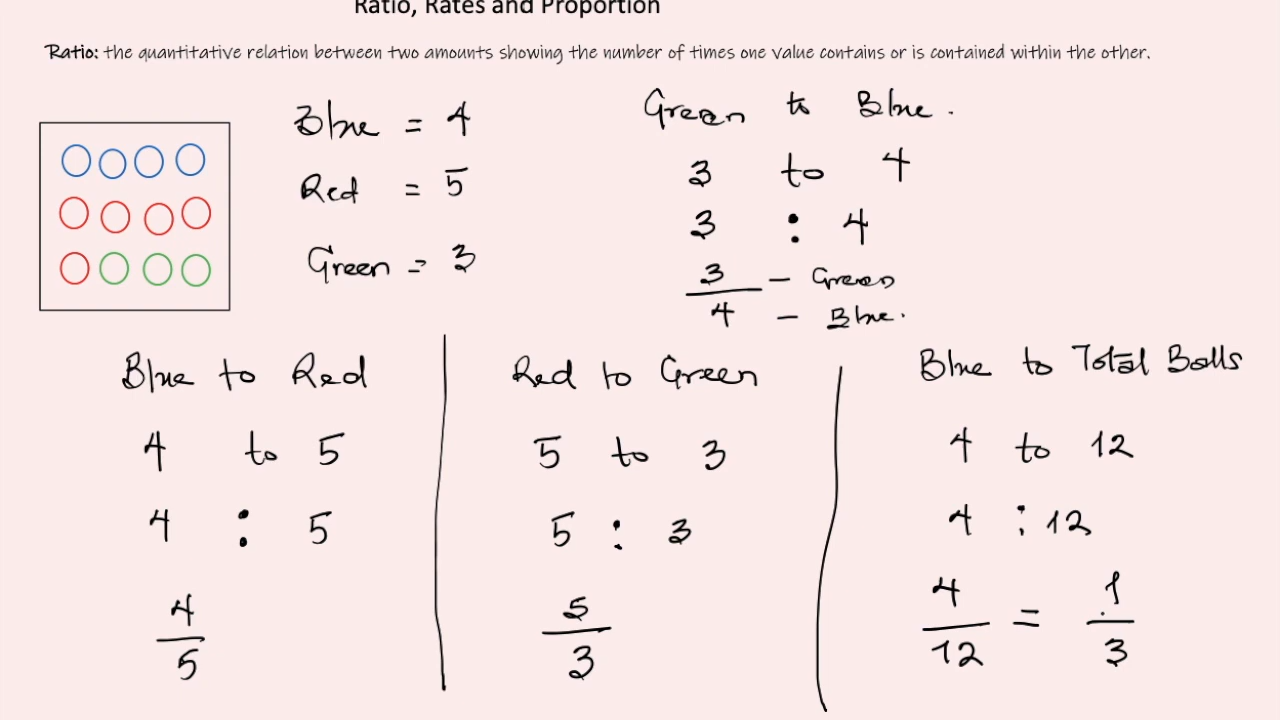 Ratio, Rates and Proportion
Ratio: the quantitative relation between two amounts showing the number of times one value contains or is contained within the other.
Blue = 4
Red = 5
Green = 3
Green to Blue.
3 to 4
3 : 4
3 - Green
4 - Blue.
Blue to Red
4 to 5
4 : 5
4
5
Red to Green
5 to 3
5 : 3
5
3
Blue to Total Balls
4 to 12
4 : 12
4 = 1
12 3